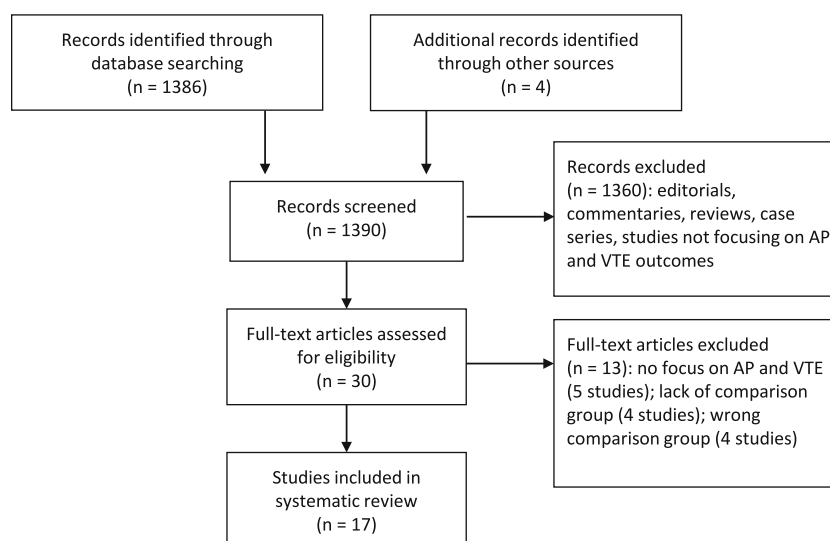 Records identified through
database searching
(n = 1386)
Additional records identified
through other sources
(n = 4)
Records excluded
(n = 1360): editorials,
commentaries, reviews, case
series, studies not focusing on AP
and VTE outcomes
Records screened
(n = 1390)
Full-text articles assessed
for eligibility
(n = 30)
Full-text articles excluded
(n = 13): no focus on AP and VTE
(5 studies); lack of comparison
group (4 studies); wrong
comparison group (4 studies)
Studies included in
systematic review
(n = 17)